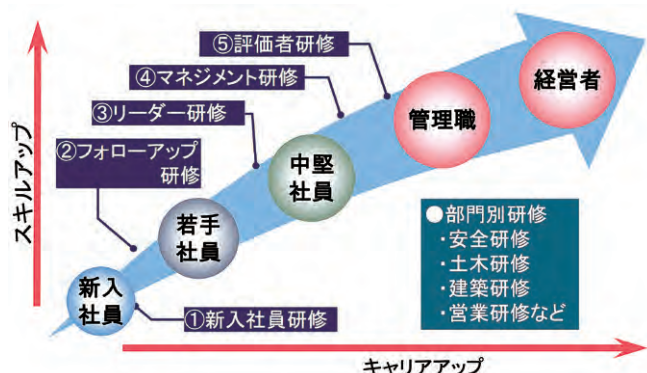 ⑤評価者研修
④マネジメント研修
③リーダー研修
②フォローアップ
研修
①新入社員研修
経営者
管理職
中堅
社員
若手
社員
新入
社員
●部門別研修
・安全研修
・土木研修
・建築研修
・営業研修など
スキルアップ
キャリアアップ